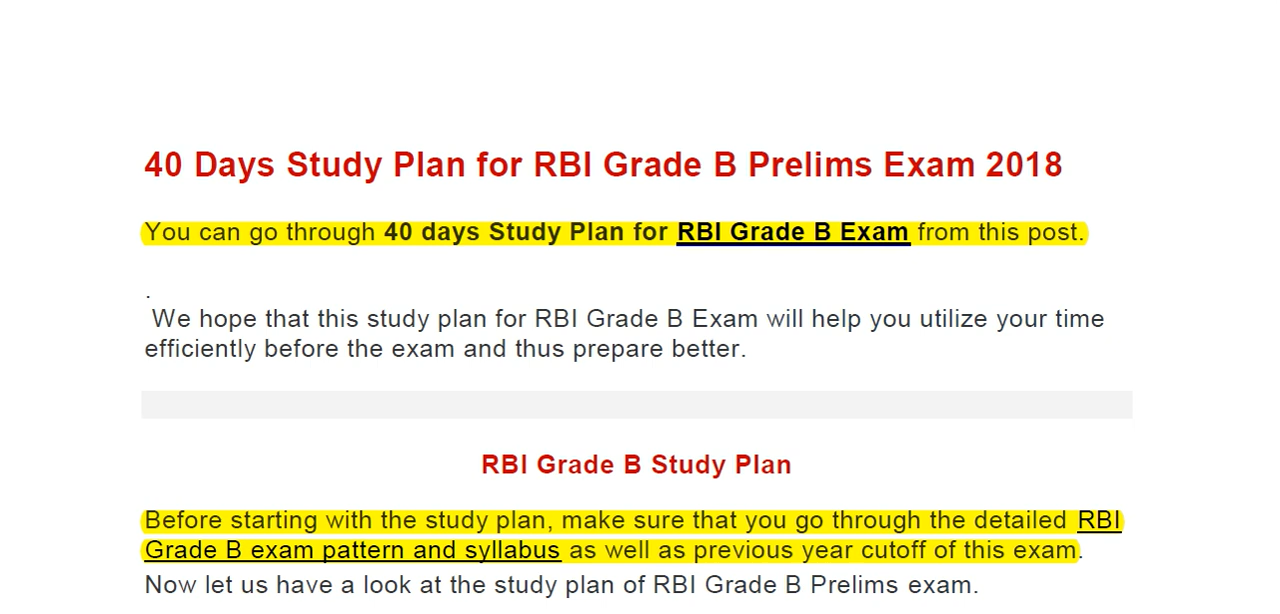 40 Days Study Plan for RBI Grade B Prelims Exam 2018
You can go through 40 days Study Plan for RBI Grade B Exam from this post.
.
We hope that this study plan for RBI Grade B Exam will help you utilize your time
efficiently before the exam and thus prepare better.
RBI Grade B Study Plan
Before starting with the study plan, make sure that you go through the detailed RBI
Grade B exam pattern and syllabus as well as previous year cutoff of this exam.
Now let us have a look at the study plan of RBI Grade B Prelims exam.